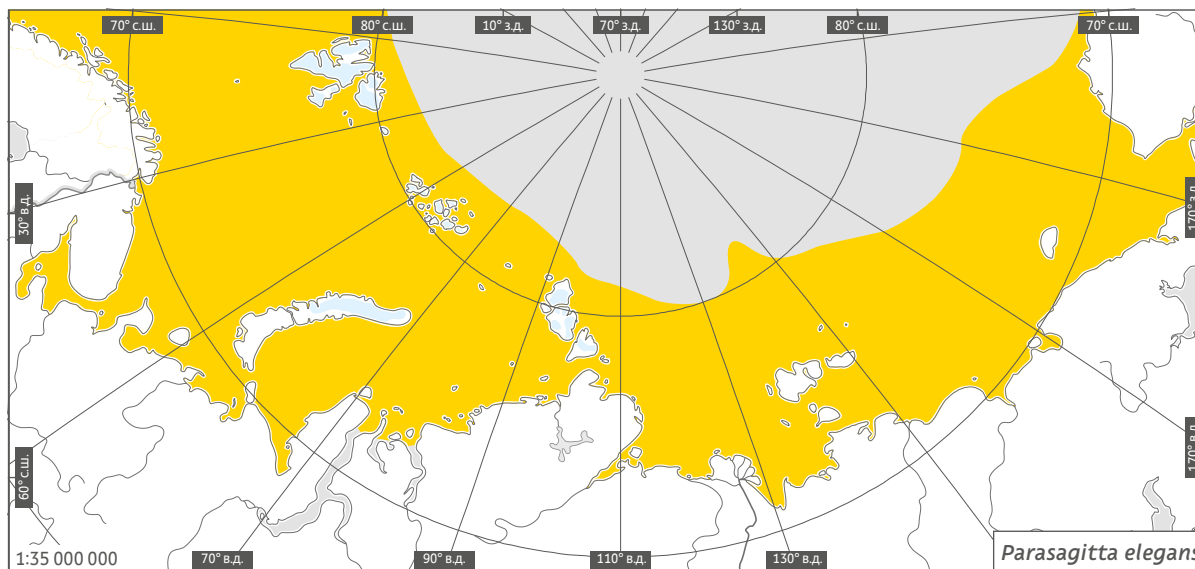 70° с.ш.
80° с.ш.
10° з.д.
70° з.д.
130° з.д.
80° с.ш.
70° с.ш.
30° в.д.
170° з.д.
60° с.ш.
170° в.д.
1:35 000 000
70° в.д.
90° в.д.
110° в.д.
130° в.д.
Parasagitta elegans